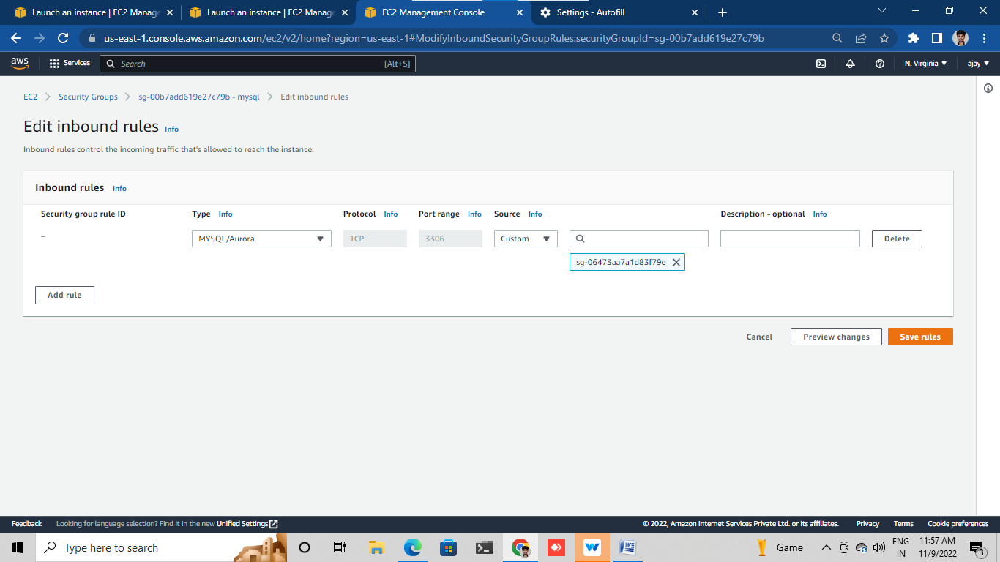 Launch an instance | EC2 Manage
Launch an instance | EC2 Manage
EC2 Management Console
Settings - Autofill
us-east-1.console.aws.amazon.com/ec2/v2/home?region=us-east-1#ModifyInboundSecurityGroupRules:securityGroupId=sg-00b7add619e27c79b
aws
Services
Search
[Alt+S]
N. Virginia
ajay
EC2
Security Groups
sg-00b7add619e27c79b - mysql
Edit inbound rules
Edit inbound rules Info
Inbound rules control the incoming traffic that's allowed to reach the instance.
Inbound rules Info
Security group rule ID
Type Info
Protocol Info
Port range Info
Source Info
Description - optional Info
–
MYSQL/Aurora
TCP
3306
Custom
Delete
sg-06473aa7a1d83f79e
Add rule
Cancel
Preview changes
Save rules
Feedback
Looking for language selection? Find it in the new Unified Settings
© 2022, Amazon Internet Services Private Ltd. or its affiliates.
Privacy
Terms
Cookie preferences
Type here to search
Game
ENG
IN
11:57 AM
11/9/2022
3